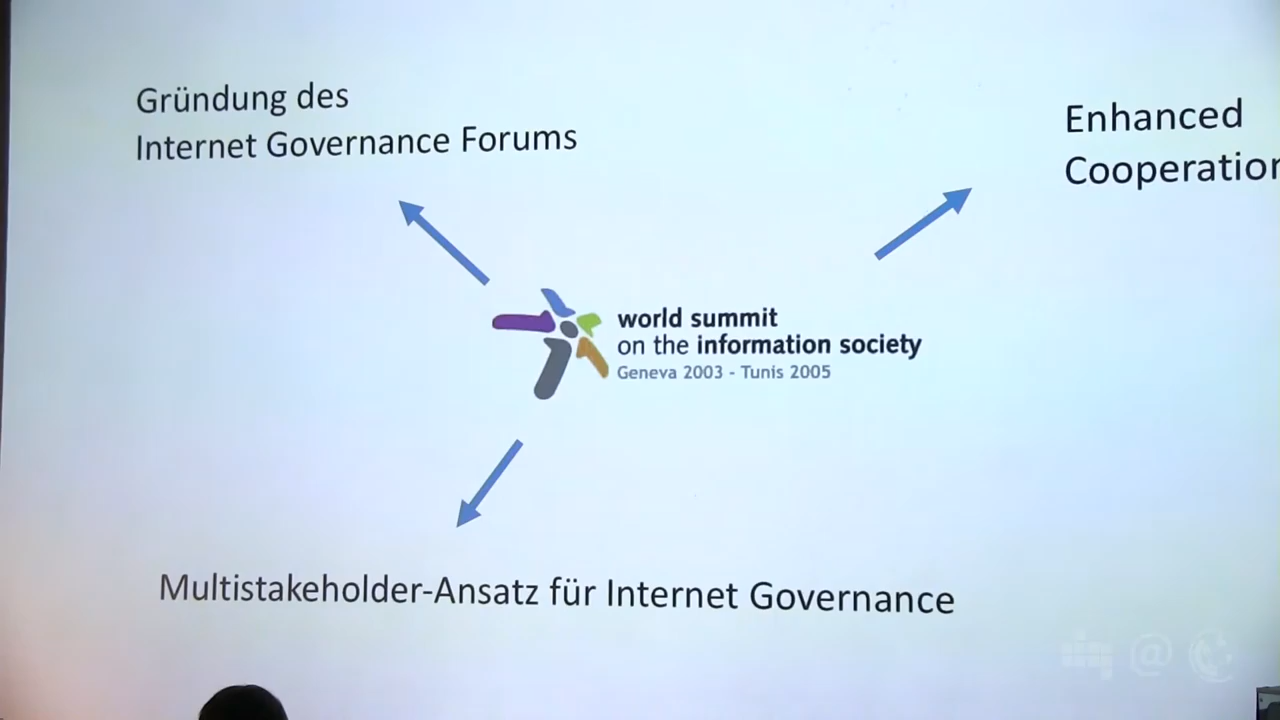 Gründung des
Internet Governance Forums
Enhanced
Cooperation
world summit
on the information society
Geneva 2003 - Tunis 2005
Multistakeholder-Ansatz für Internet Governance